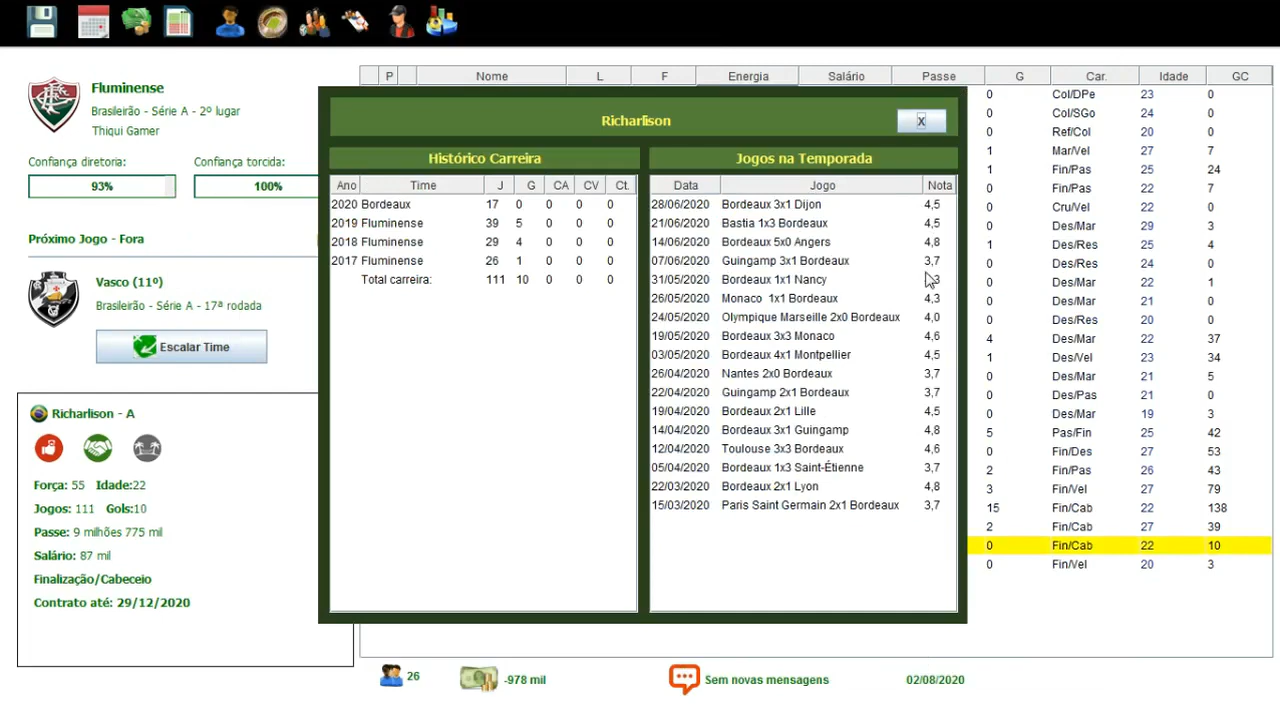 Fluminense
Brasileirão - Série A - 2º lugar
Thiqui Gamer
Confiança diretoria: Confiança torcida:
93% 100%
Próximo Jogo - Fora
Vasco (11º)
Brasileirão - Série A - 17ª rodada
Escalar Time
Richarlison - A
Força: 55 Idade:22
Jogos: 111 Gols:10
Passe: 9 milhões 775 mil
Salário: 87 mil
Finalização/Cabeceio
Contrato até: 29/12/2020
P Nome L F Energia Salário Passe G Car. Idade GC
Richarlison X
Histórico Carreira
Ano Time J G CA CV Ct.
2020 Bordeaux 17 0 0 0 0
2019 Fluminense 39 5 0 0 0
2018 Fluminense 29 4 0 0 0
2017 Fluminense 26 1 0 0 0
Total carreira: 111 10 0 0 0
Jogos na Temporada
Data Jogo Nota
28/06/2020 Bordeaux 3x1 Dijon 4,5
21/06/2020 Bastia 1x3 Bordeaux 4,5
14/06/2020 Bordeaux 5x0 Angers 4,8
07/06/2020 Guingamp 3x1 Bordeaux 3,7
31/05/2020 Bordeaux 1x1 Nancy
26/05/2020 Monaco 1x1 Bordeaux 4,3
24/05/2020 Olympique Marseille 2x0 Bordeaux 4,0
19/05/2020 Bordeaux 3x3 Monaco 4,6
03/05/2020 Bordeaux 4x1 Montpellier 4,5
26/04/2020 Nantes 2x0 Bordeaux 3,7
22/04/2020 Guingamp 2x1 Bordeaux 3,7
19/04/2020 Bordeaux 2x1 Lille 4,5
14/04/2020 Bordeaux 3x1 Guingamp 4,8
12/04/2020 Toulouse 3x3 Bordeaux 4,6
05/04/2020 Bordeaux 1x3 Saint-Étienne 3,7
22/03/2020 Bordeaux 2x1 Lyon 4,8
15/03/2020 Paris Saint Germain 2x1 Bordeaux 3,7
0 Col/DPe 23 0
0 Col/SGo 24 0
0 Ref/Col 20 0
1 Mar/Vel 27 7
1 Fin/Pas 25 24
0 Fin/Pas 22 7
0 Cru/Vel 22 0
0 Des/Mar 29 3
1 Des/Res 25 4
0 Des/Res 24 0
0 Des/Mar 22 1
0 Des/Mar 21 0
0 Des/Res 20 0
4 Des/Mar 22 37
1 Des/Vel 23 34
0 Des/Mar 21 5
0 Des/Pas 21 0
0 Des/Mar 19 3
5 Pas/Fin 25 42
0 Fin/Des 27 53
2 Fin/Pas 26 43
3 Fin/Vel 27 79
15 Fin/Cab 22 138
2 Fin/Cab 27 39
0 Fin/Cab 22 10
0 Fin/Vel 20 3
26 -978 mil Sem novas mensagens 02/08/2020